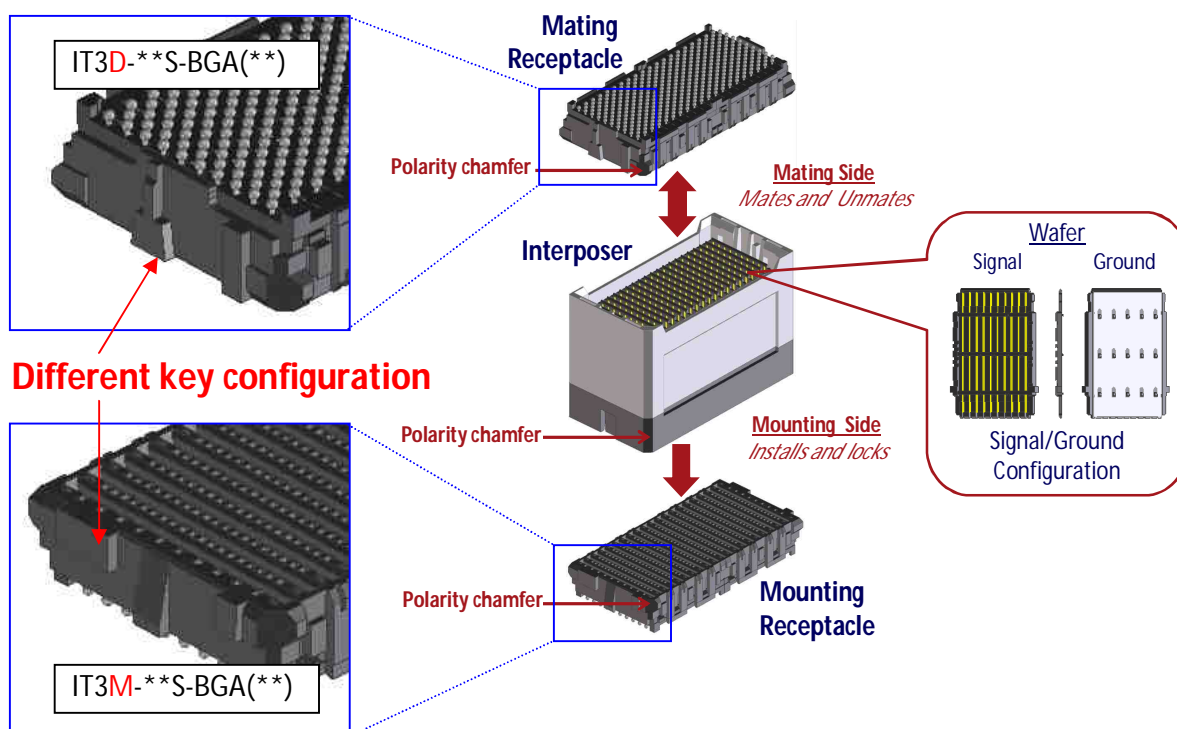 IT3D-**S-BGA(**)
Mating
Receptacle
Polarity chamfer
Mating Side
Mates and Unmates
Interposer
Wafer
Signal Ground
Signal/Ground
Configuration
Different key configuration
Polarity chamfer
Mounting Side
Installs and locks
Polarity chamfer
Mounting
Receptacle
IT3M-**S-BGA(**)